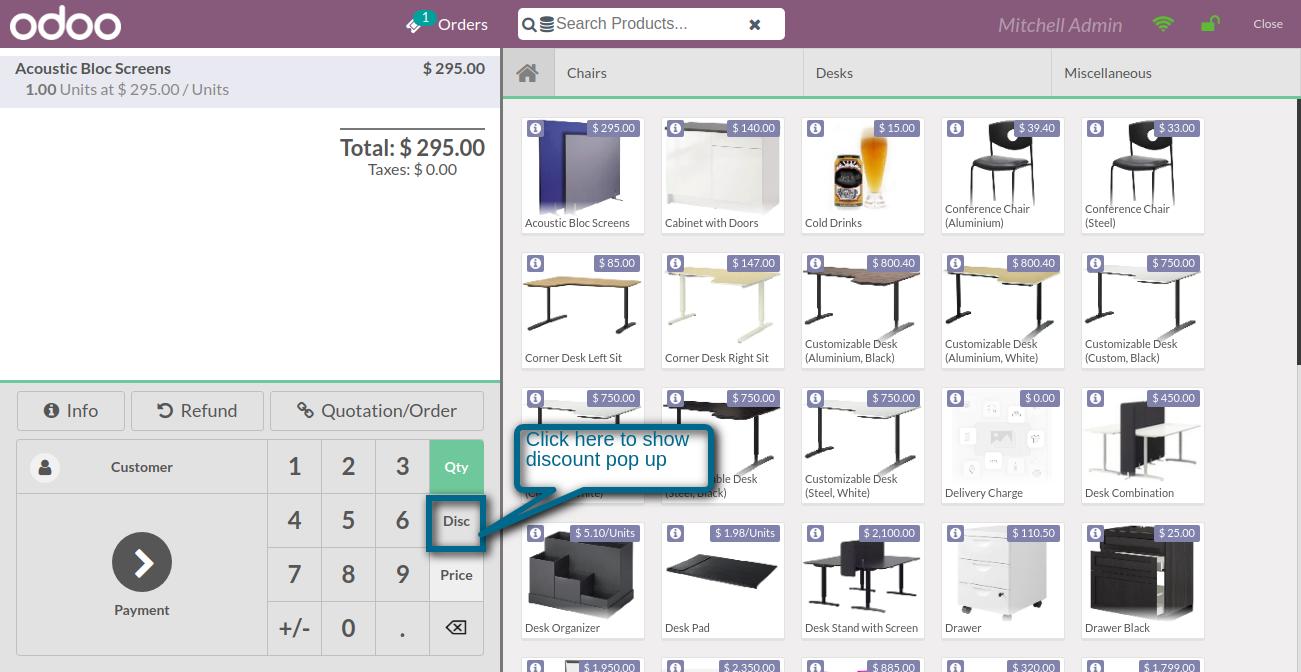 odoo
1
Orders
Search Products...
Mitchell Admin
Close
Acoustic Bloc Screens $ 295.00
1.00 Units at $ 295.00 / Units
Total: $ 295.00
Taxes: $ 0.00
Info
Refund
Quotation/Order
Customer
Payment
1 2 3 Qty
4 5 6 Disc
7 8 9 Price
+/- 0 .
Chairs
Desks
Miscellaneous
$ 295.00
Acoustic Bloc Screens
$ 140.00
Cabinet with Doors
$ 15.00
Cold Drinks
$ 39.40
Conference Chair
(Aluminium)
$ 33.00
Conference Chair
(Steel)
$ 85.00
Corner Desk Left Sit
$ 147.00
Corner Desk Right Sit
$ 800.40
Customizable Desk
(Aluminium, Black)
$ 800.40
Customizable Desk
(Aluminium, White)
$ 750.00
Customizable Desk
(Custom, Black)
$ 750.00
$ 750.00
Click here to show
discount pop up
Desk
$ 750.00
Customizable Desk
(Steel, White)
$ 0.00
Delivery Charge
$ 450.00
Desk Combination
$ 5.10/Units
Desk Organizer
$ 1.98/Units
Desk Pad
$ 2,100.00
Desk Stand with Screen
$ 110.50
Drawer
$ 25.00
Drawer Black
$ 1,950.00
$ 2,350.00
$ 885.00
$ 320.00
$ 1,799.00